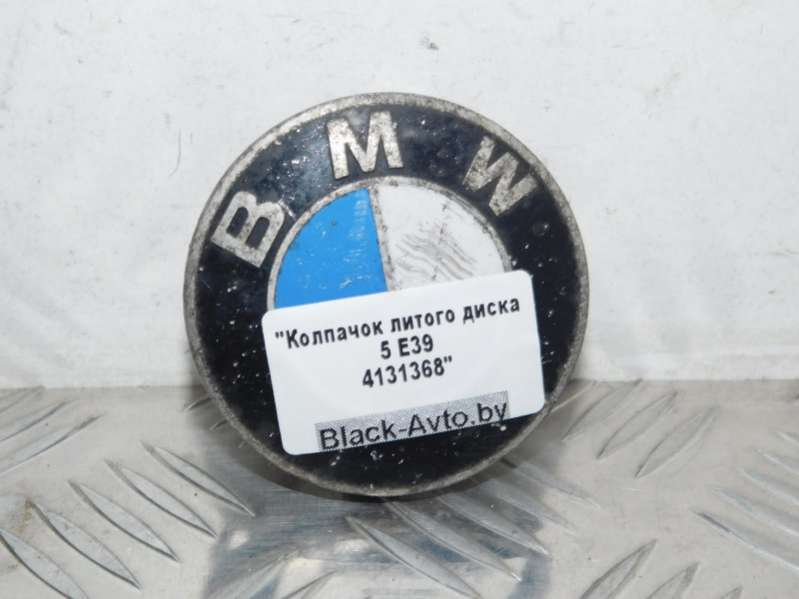 BMW
"Колпачок литого диска
5 E39
4131368"
Black-Avto.by